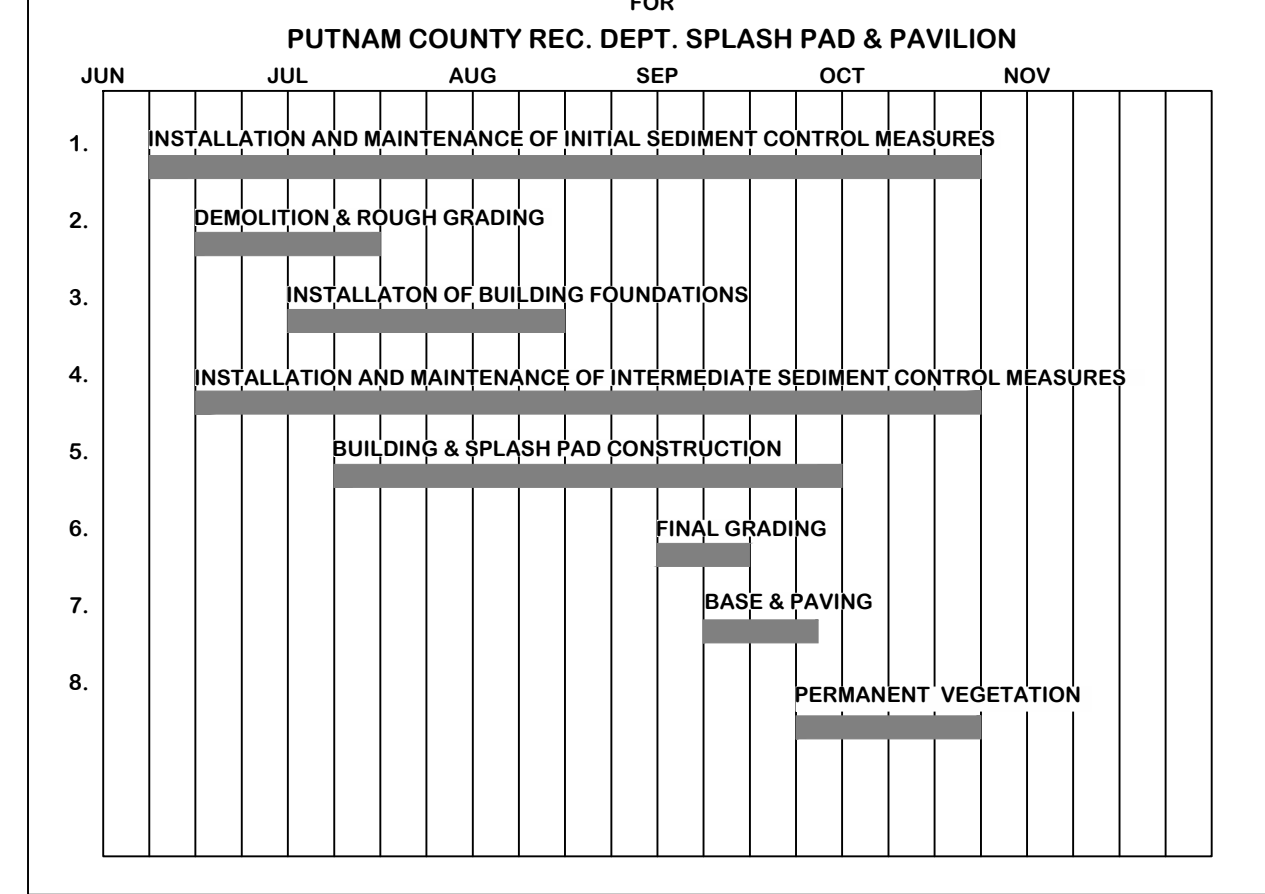 FOR
PUTNAM COUNTY REC. DEPT. SPLASH PAD & PAVILION
JUN JUL AUG SEP OCT NOV
1. INSTALLATION AND MAINTENANCE OF INITIAL SEDIMENT CONTROL MEASURES
2. DEMOLITION & ROUGH GRADING
3. INSTALLATON OF BUILDING FOUNDATIONS
4. INSTALLATION AND MAINTENANCE OF INTERMEDIATE SEDIMENT CONTROL MEASURES
5. BUILDING & SPLASH PAD CONSTRUCTION
6. FINAL GRADING
7. BASE & PAVING
8. PERMANENT VEGETATION